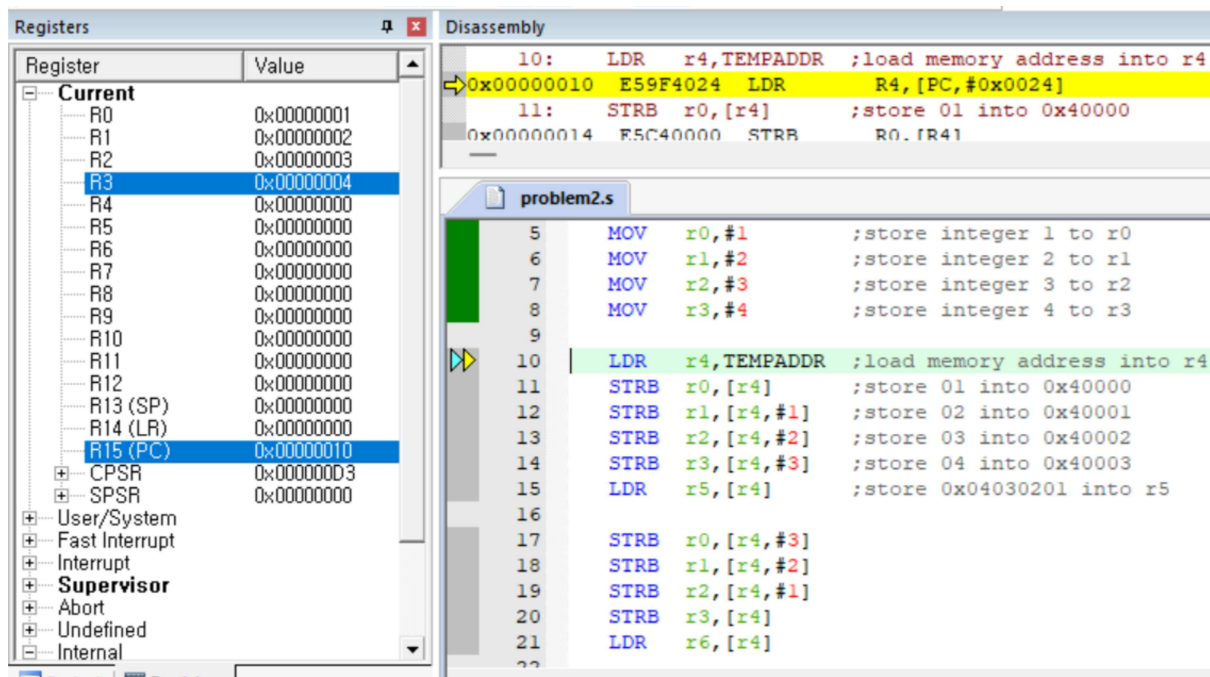 Registers
Register Value
Current
R0 0x00000001
R1 0x00000002
R2 0x00000003
R3 0x00000004
R4 0x00000000
R5 0x00000000
R6 0x00000000
R7 0x00000000
R8 0x00000000
R9 0x00000000
R10 0x00000000
R11 0x00000000
R12 0x00000000
R13 (SP) 0x00000000
R14 (LR) 0x00000000
R15 (PC) 0x00000010
CPSR 0x000000D3
SPSR 0x00000000
User/System
Fast Interrupt
Interrupt
Supervisor
Abort
Undefined
Internal
Disassembly
10: LDR r4,TEMPADDR ;load memory address into r4
0x00000010 E59F4024 LDR R4,[PC,#0x0024]
11: STRB r0,[r4] ;store 01 into 0x40000
0x00000014 E5C40000 STRB R0,[R4]
problem2.s
5 MOV r0,#1 ;store integer 1 to r0
6 MOV r1,#2 ;store integer 2 to r1
7 MOV r2,#3 ;store integer 3 to r2
8 MOV r3,#4 ;store integer 4 to r3
9
10 LDR r4,TEMPADDR ;load memory address into r4
11 STRB r0,[r4] ;store 01 into 0x40000
12 STRB r1,[r4,#1] ;store 02 into 0x40001
13 STRB r2,[r4,#2] ;store 03 into 0x40002
14 STRB r3,[r4,#3] ;store 04 into 0x40003
15 LDR r5,[r4] ;store 0x04030201 into r5
16
17 STRB r0,[r4,#3]
18 STRB r1,[r4,#2]
19 STRB r2,[r4,#1]
20 STRB r3,[r4]
21 LDR r6,[r4]